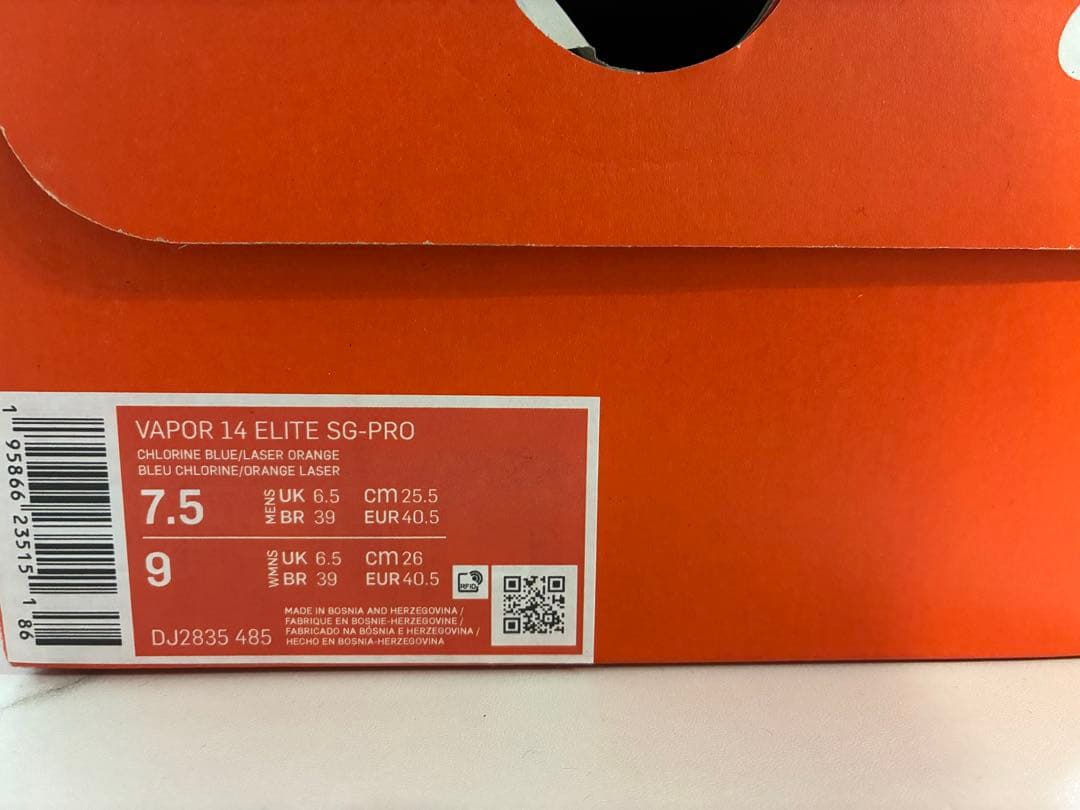 VAPOR 14 ELITE SG-PRO
CHLORINE BLUE/LASER ORANGE
BLEU CHLORINE/ORANGE LASER
7.5 MENS UK 6.5 cm 25.5
BR 39 EUR 40.5
9 WMNS UK 6.5 cm 26
BR 39 EUR 40.5
RFID
MADE IN BOSNIA AND HERZEGOVINA /
FABRIQUE EN BOSNIE-HERZEGOVINE /
FABRICADO NA BÓSNIA E HERZEGOVINA /
HECHO EN BOSNIA-HERZEGOVINA
DJ2835 485
1 95866 23515 1 86